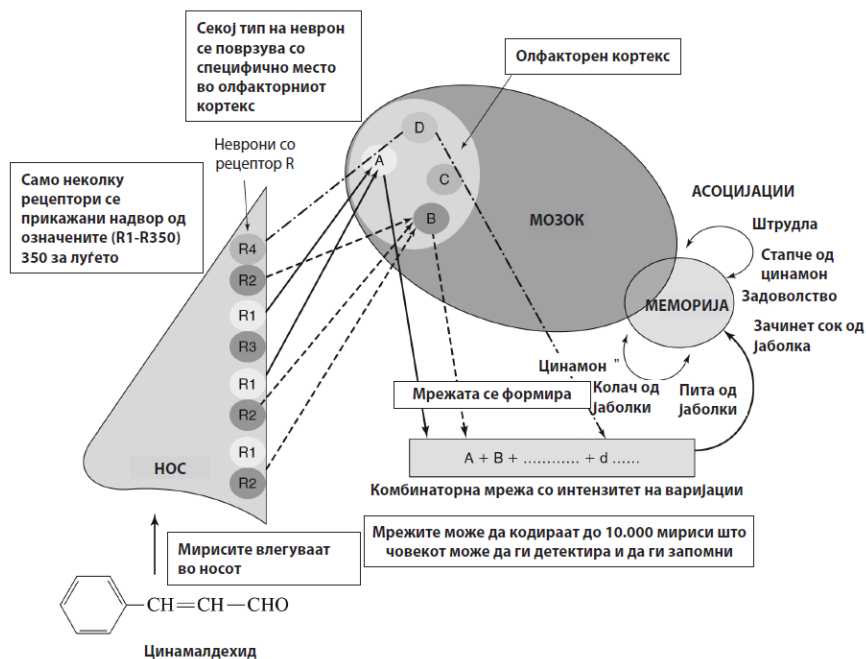 Секој тип на неврон
се поврзува со
специфично место
во олфакторниот
кортекс
Олфакторен кортекс
Неврони со
рецептор R
Само неколку
рецептори се
прикажани надвор од
означените (R1-R350)
350 за луѓето
D
A
C
B
МОЗОК
R4
R2
R1
R3
R1
R2
R1
R2
НОС
АСОЦИЈАЦИИ
Штрудла
Стапче од
цинамон
Задоволство
МЕМОРИЈА
Зачинет сок од
Јаболка
Цинамон ”
Колач од
Јаболки
Пита од
Јаболки
Мрежата се формира
A + B + ............ + d ......
Комбинаторна мрежа со интензитет на варијации
Мрежите може да кодираат до 10.000 мириси што
човекот може да ги детектира и да ги запомни
Мирисите влегуваат
во носот
CH=CH—CHO
Цинамалдехид